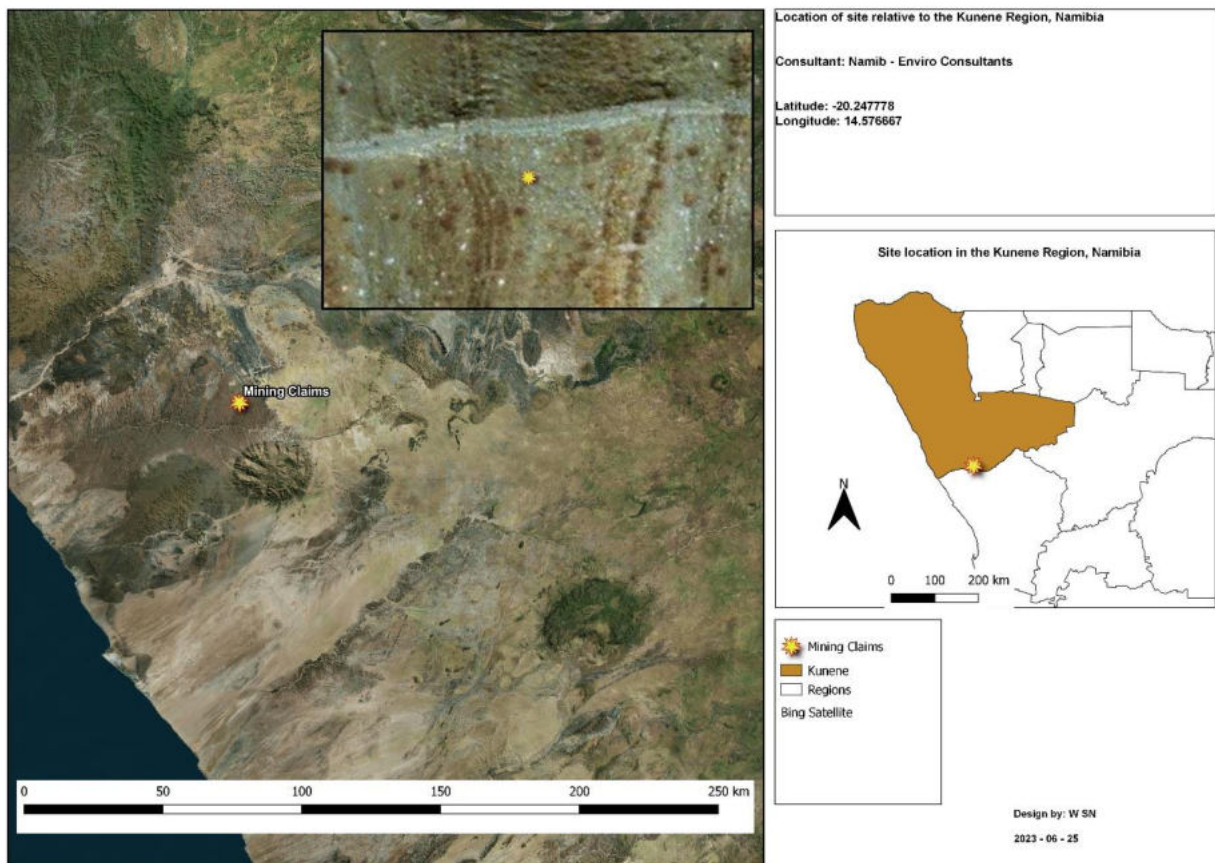 Mining Claims
0 50 100 150 200 250 km
Location of site relative to the Kunene Region, Namibia
Consultant: Namib - Enviro Consultants
Latitude: -20.247778
Longitude: 14.576667
Site location in the Kunene Region, Namibia
N
0 100 200 km
Mining Claims
Kunene
Regions
Bing Satellite
Design by: W SN
2023 - 06 - 25